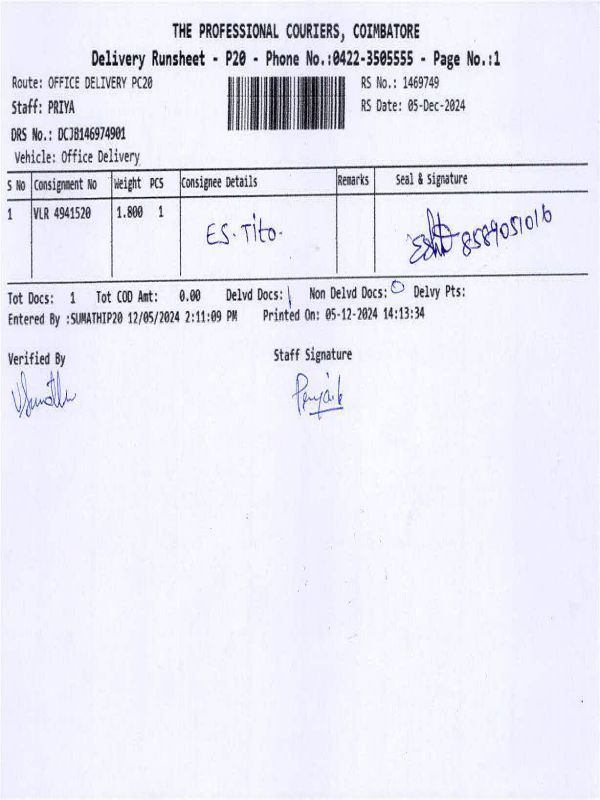 THE PROFESSIONAL COURIERS, COIMBATORE
Delivery Runsheet - P20 - Phone No.:0422-3505555 - Page No.:1
Route: OFFICE DELIVERY PC20 RS No.: 1469749
Staff: PRIYA RS Date: 05-Dec-2024
DRS No.: DCJB146974901
Vehicle: Office Delivery
S No Consignment No Weight PCS Consignee Details Remarks Seal & Signature
1 VLR 4941520 1.800 1 ES. Tito. 8589051016
Tot Docs: 1 Tot COD Amt: 0.00 Delvd Docs: 1 Non Delvd Docs: 0 Delvy Pts:
Entered By :SUMATHIP20 12/05/2024 2:11:09 PM Printed On: 05-12-2024 14:13:34
Verified By Staff Signature